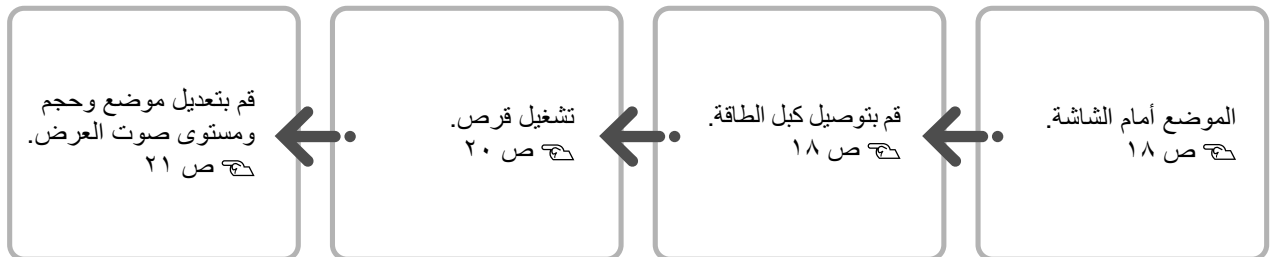 الموضع أمام الشاشة.
☞ ص ١٨
قم بتوصيل كبل الطاقة.
☞ ص ١٨
تشغيل قرص.
☞ ص ٢٠
قم بتعديل موضع وحجم
ومستوى صوت العرض.
☞ ص ٢١